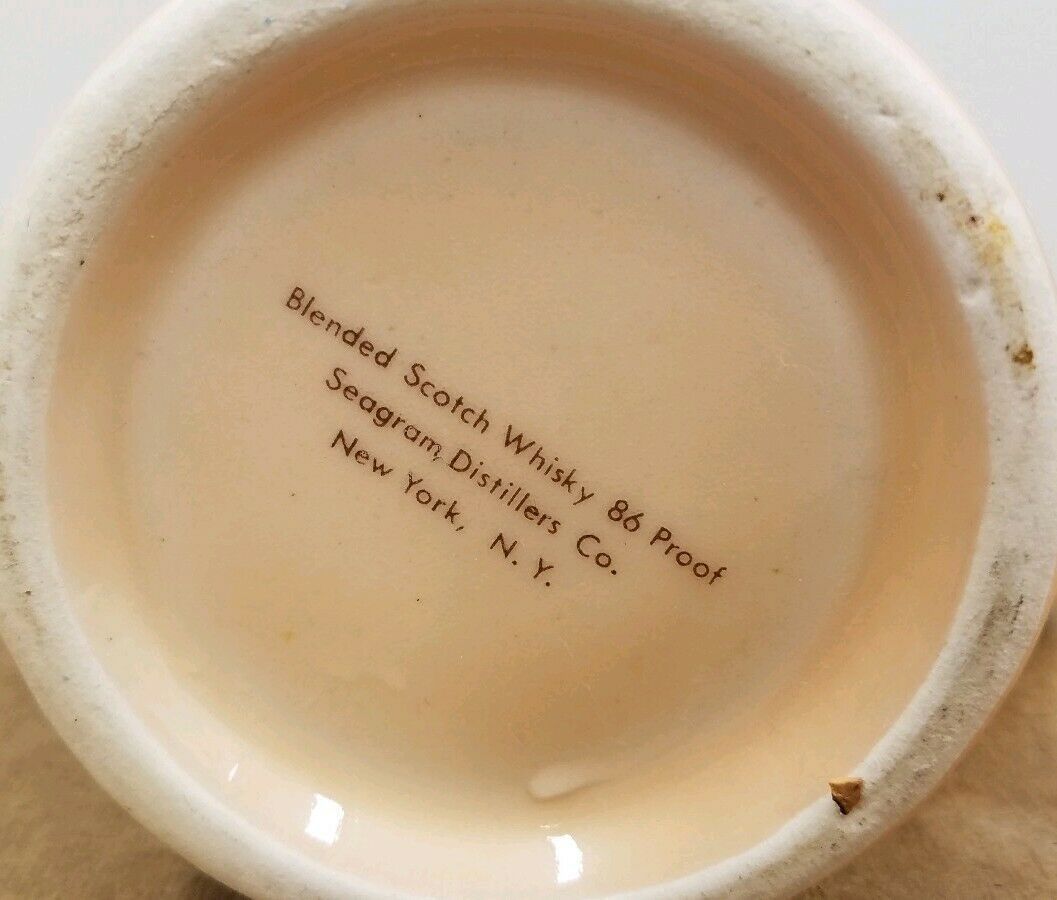 Blended Scotch Whisky 86 Proof
Seagram, Distillers Co.
New York, N. Y.